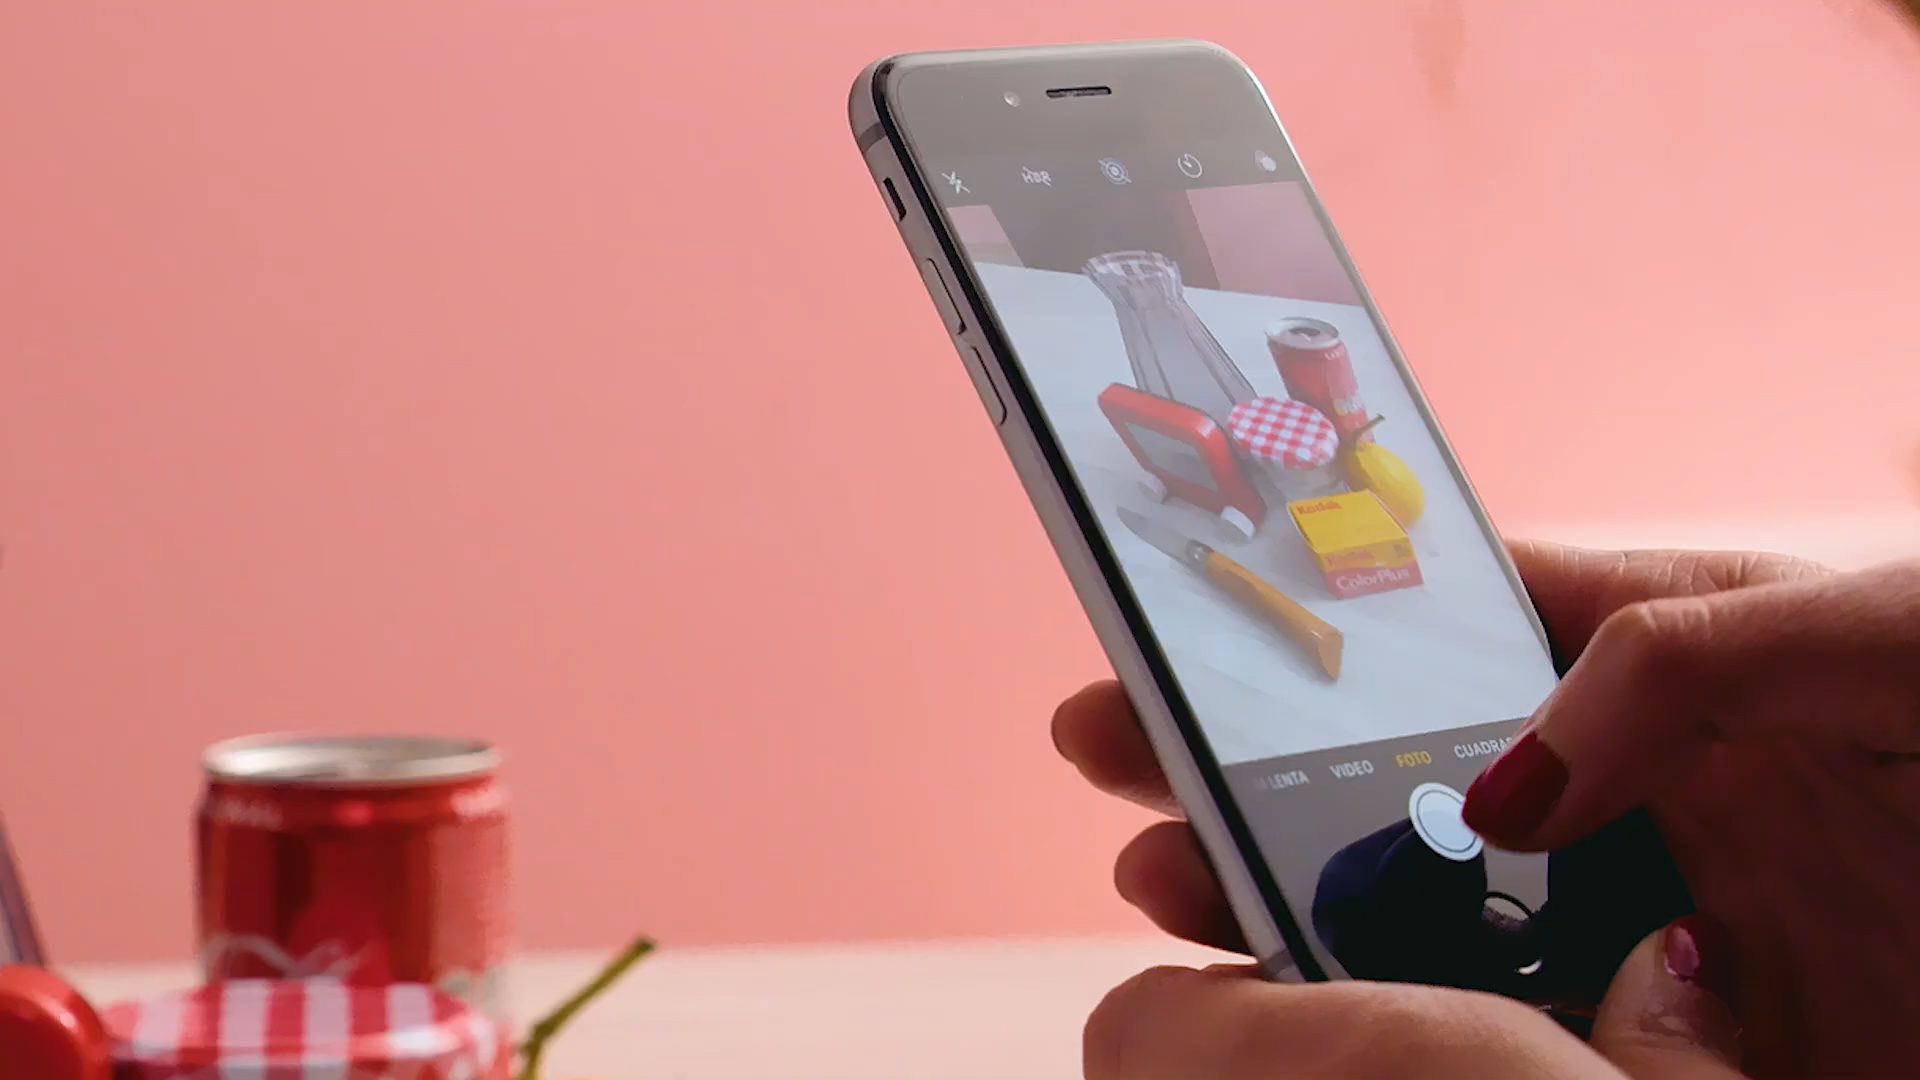 HDR
Kodak
Kodak
ColorPlus
LENTA VIDEO FOTO CUADRA